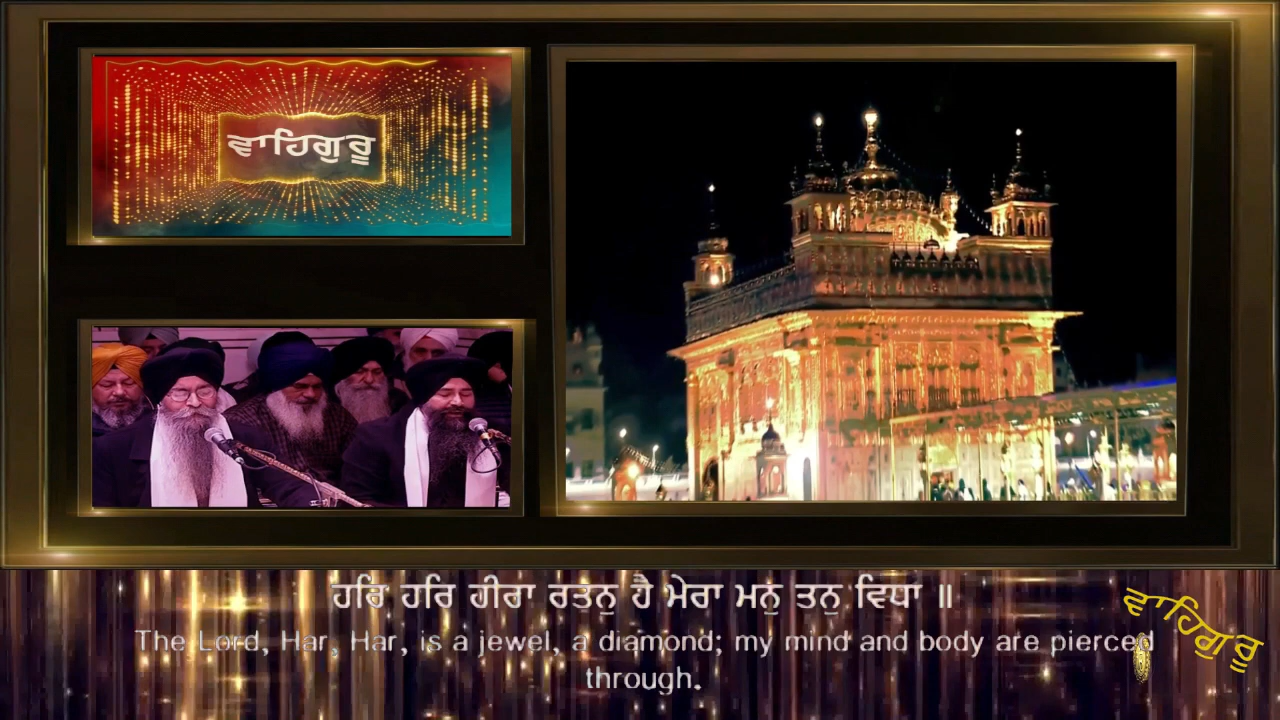 ਵਾਹਿਗੁਰੂ
ਹਰਿ ਹਰਿ ਹੀਰਾ ਰਤਨੁ ਹੈ ਮੇਰਾ ਮਨੁ ਤਨੁ ਵਿਧਾ ॥
The Lord, Har, Har, is a jewel, a diamond; my mind and body are pierced
through.
ਵਾਹਿਗੁਰੂ